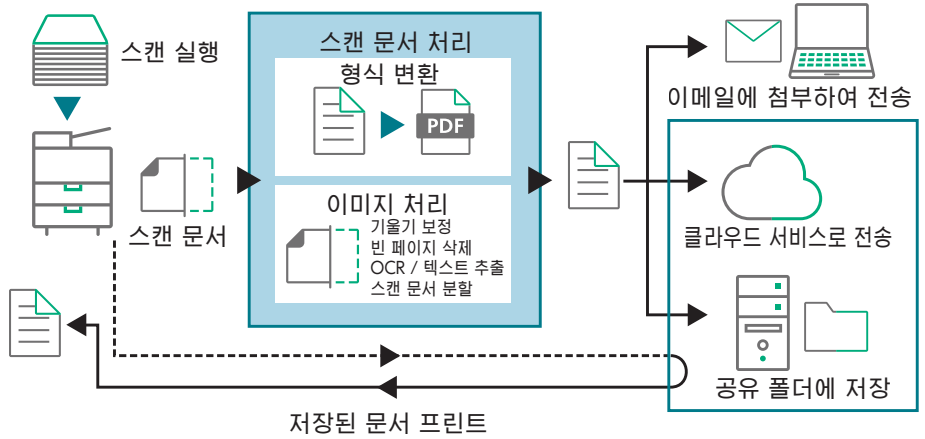 스캔 실행
스캔 문서
스캔 문서 처리
형식 변환
PDF
이미지 처리
기울기 보정
빈 페이지 삭제
OCR / 텍스트 추출
스캔 문서 분할
이메일에 첨부하여 전송
클라우드 서비스로 전송
공유 폴더에 저장
저장된 문서 프린트